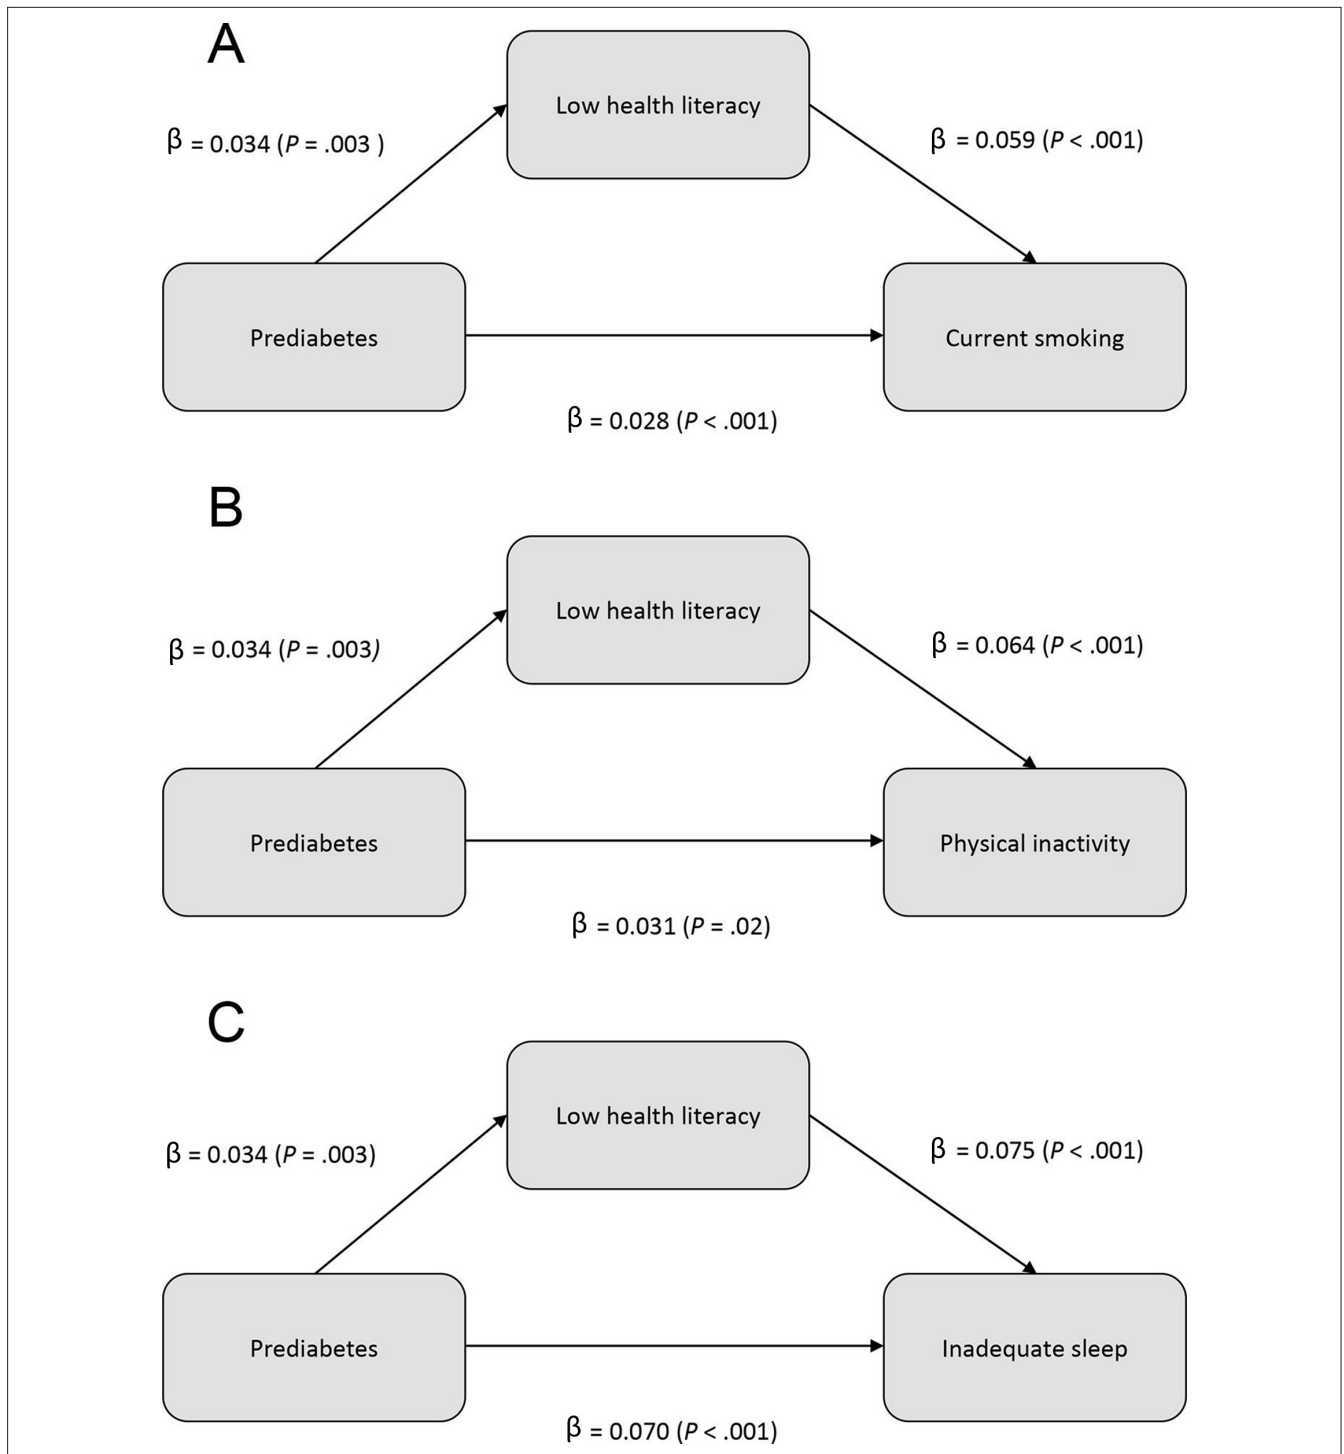 A
Low health literacy
β = 0.034 (P = .003 )
β = 0.059 (P < .001)
Prediabetes
Current smoking
β = 0.028 (P < .001)
B
Low health literacy
β = 0.034 (P = .003)
β = 0.064 (P < .001)
Prediabetes
Physical inactivity
β = 0.031 (P = .02)
C
Low health literacy
β = 0.034 (P = .003)
β = 0.075 (P < .001)
Prediabetes
Inadequate sleep
β = 0.070 (P < .001)